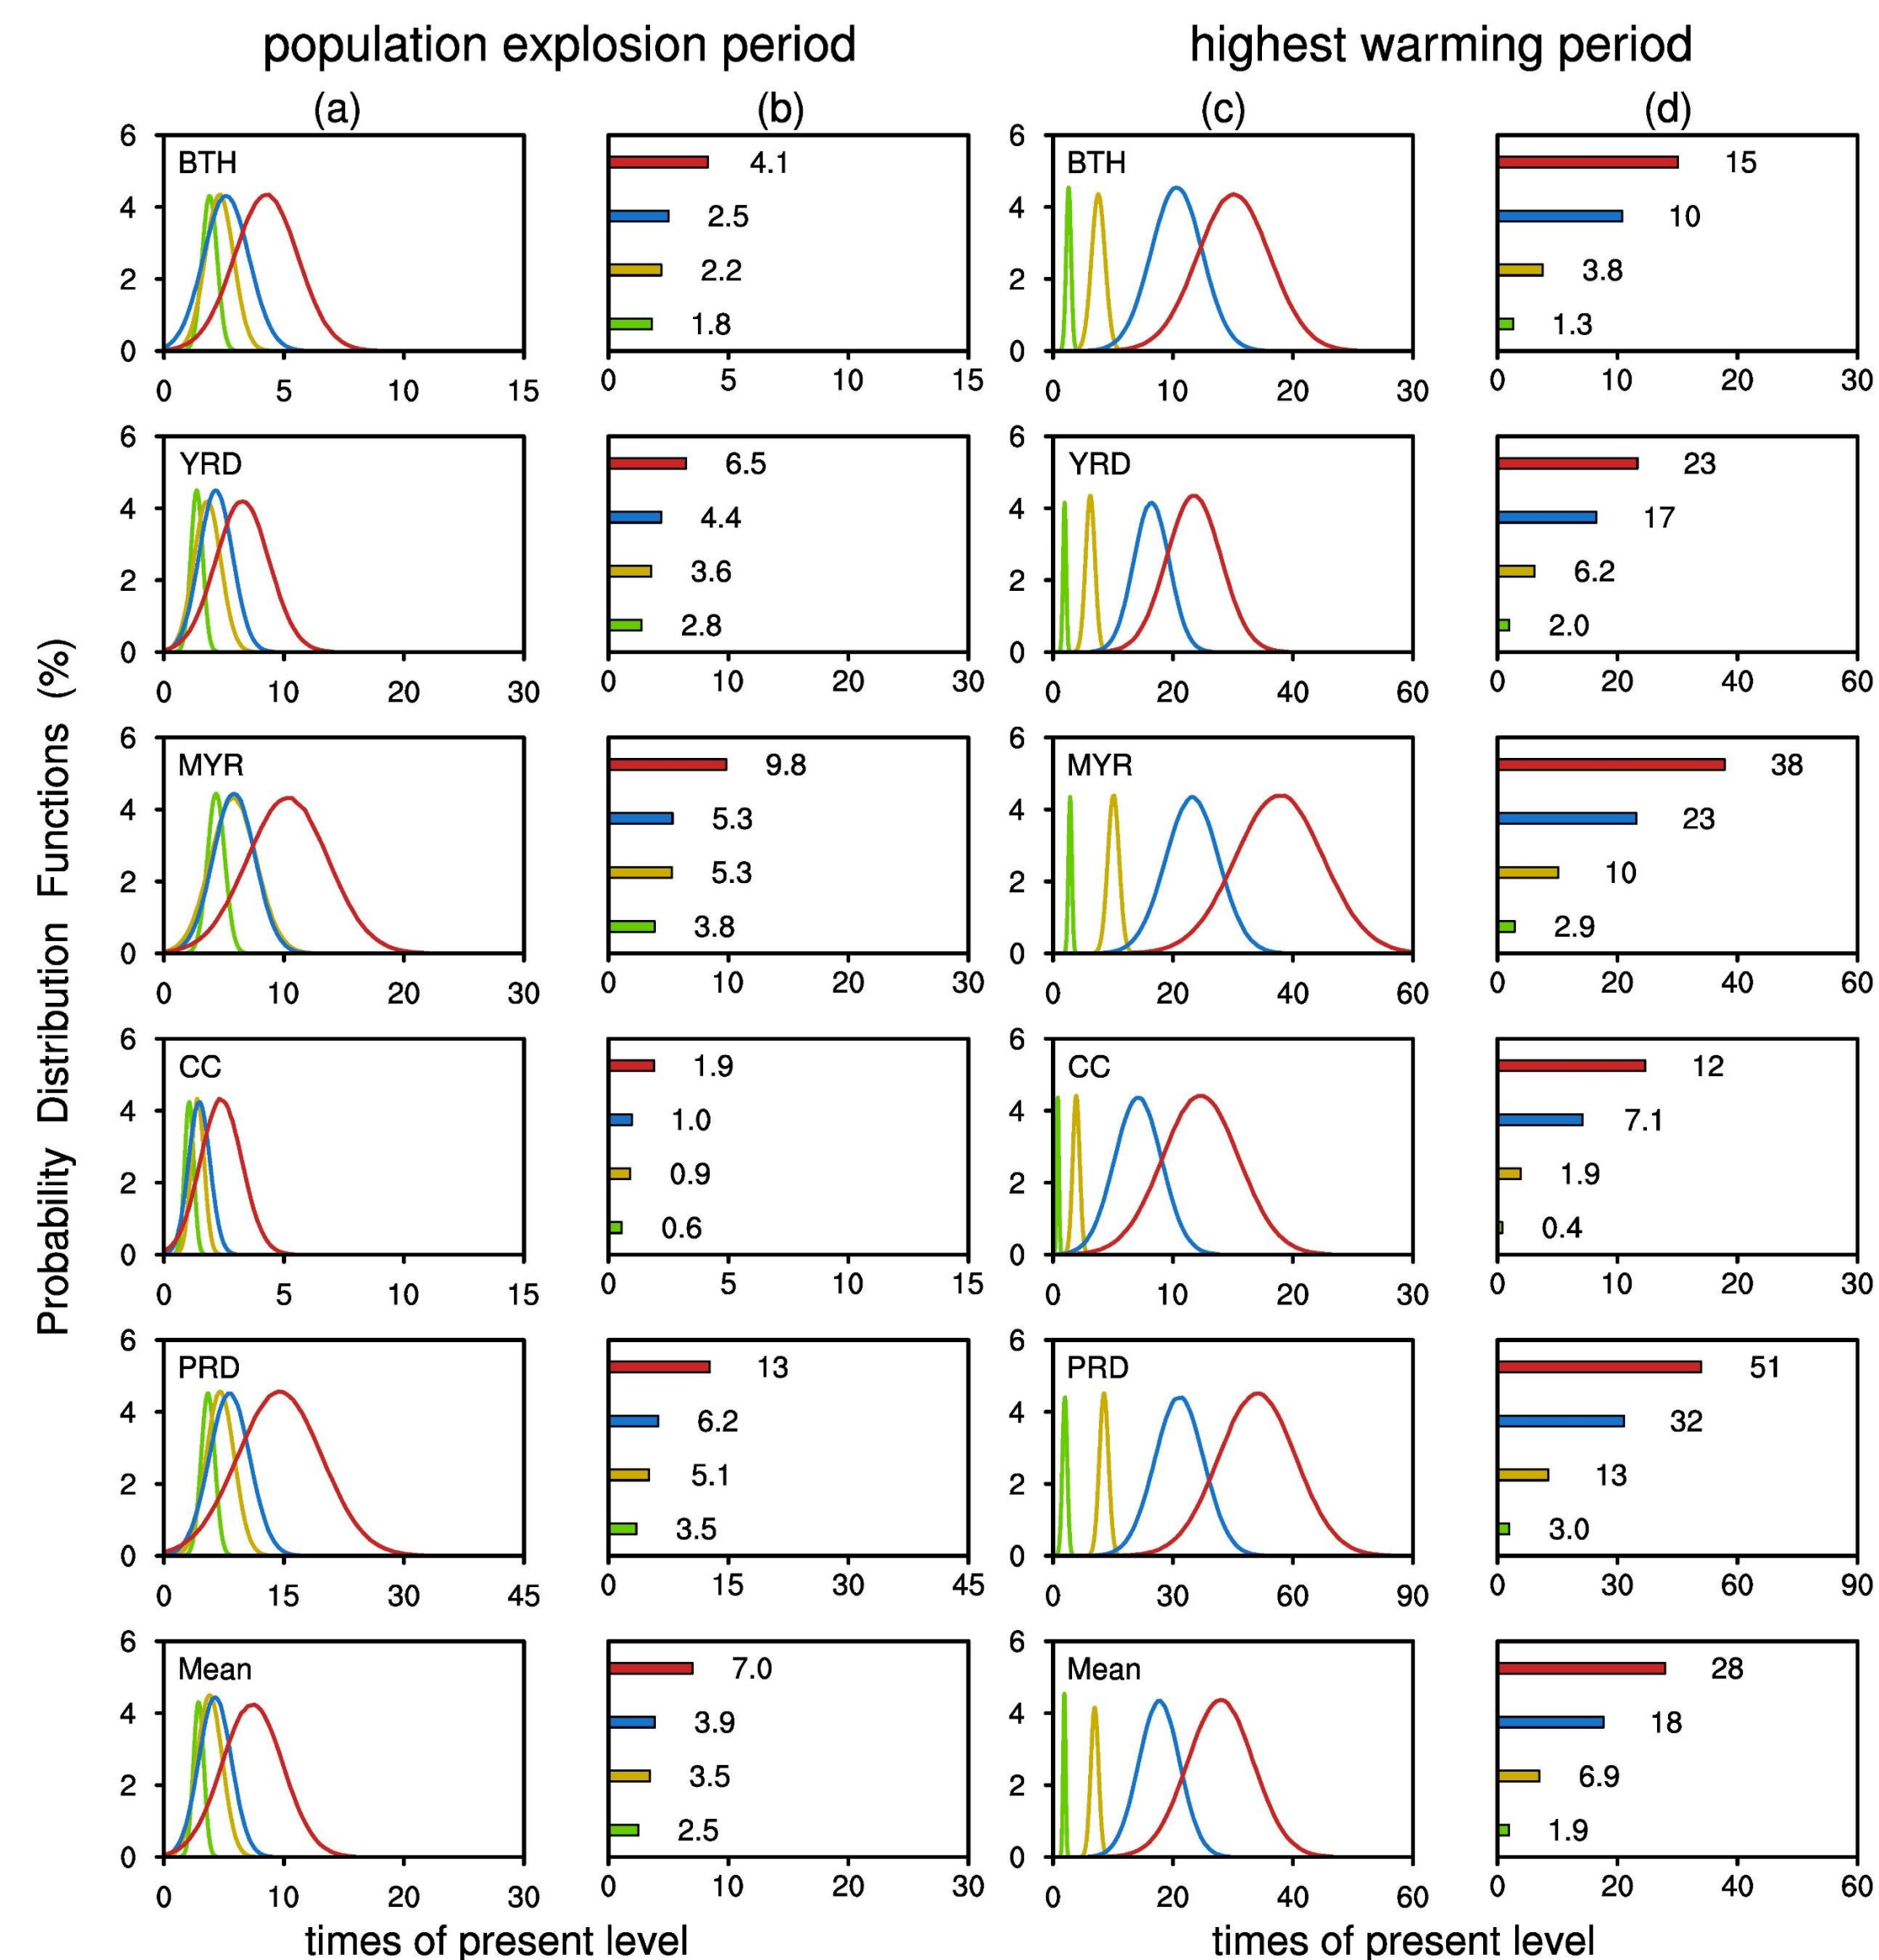 population explosion period highest warming period
(a) (b) (c) (d)
Probability Distribution Functions (%)
6 6
BTH 4.1 BTH 15
4 2.5 4 10
2 2.2 2 3.8
1.8 1.3
0 0
0 5 10 15 0 5 10 15 0 10 20 30 0 10 20 30
6 6
YRD 6.5 YRD 23
4 4.4 4 17
2 3.6 2 6.2
2.8 2.0
0 0
0 10 20 30 0 10 20 30 0 20 40 60 0 20 40 60
6 6
MYR 9.8 MYR 38
4 5.3 4 23
2 5.3 2 10
3.8 2.9
0 0
0 10 20 30 0 10 20 30 0 20 40 60 0 20 40 60
6 6
CC 1.9 CC 12
4 1.0 4 7.1
2 0.9 2 1.9
0.6 0.4
0 0
0 5 10 15 0 5 10 15 0 10 20 30 0 10 20 30
6 6
PRD 13 PRD 51
4 6.2 4 32
2 5.1 2 13
3.5 3.0
0 0
0 15 30 45 0 15 30 45 0 30 60 90 0 30 60 90
6 6
Mean 7.0 Mean 28
4 3.9 4 18
2 3.5 2 6.9
2.5 1.9
0 0
0 10 20 30 0 10 20 30 0 20 40 60 0 20 40 60
times of present level times of present level